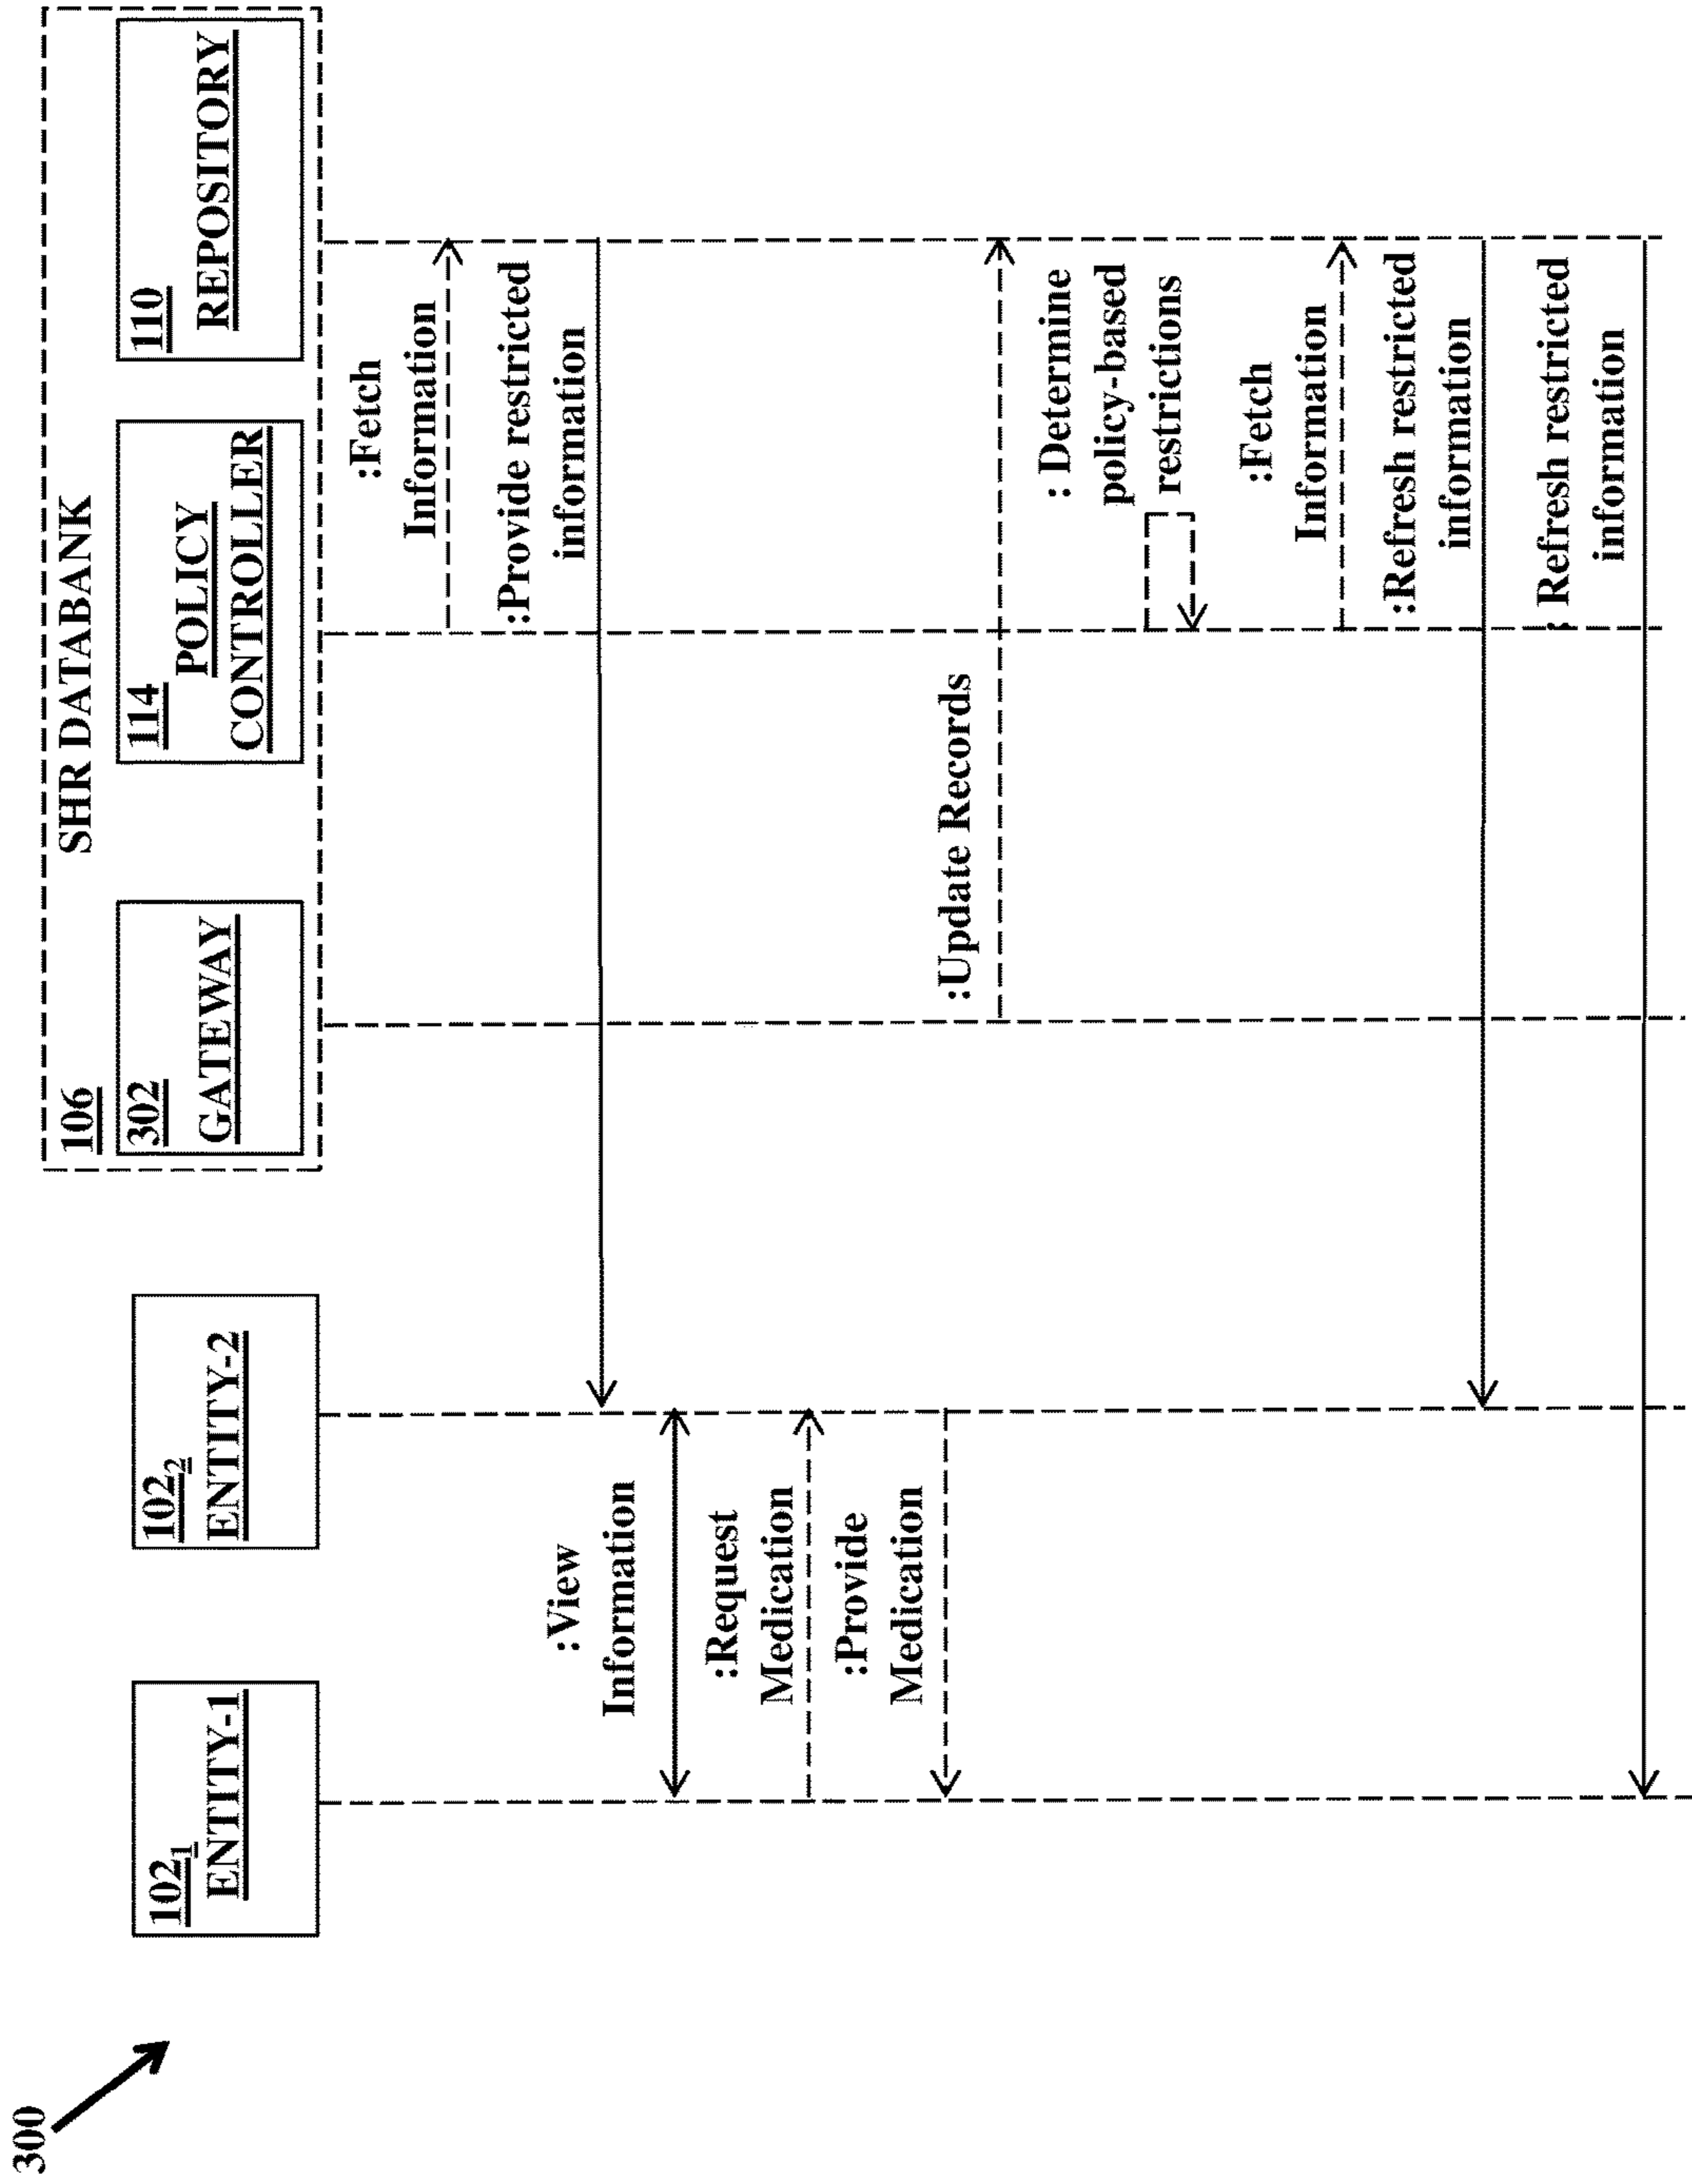 300
102₁
ENTITY-1
102₂
ENTITY-2
106
SHR DATABANK
302
GATEWAY
114
POLICY
CONTROLLER
110
REPOSITORY
:Fetch
Information
:Provide restricted
information
:View
Information
:Request
Medication
:Provide
Medication
:Update Records
: Determine
policy-based
restrictions
:Fetch
Information
:Refresh restricted
information
: Refresh restricted
information